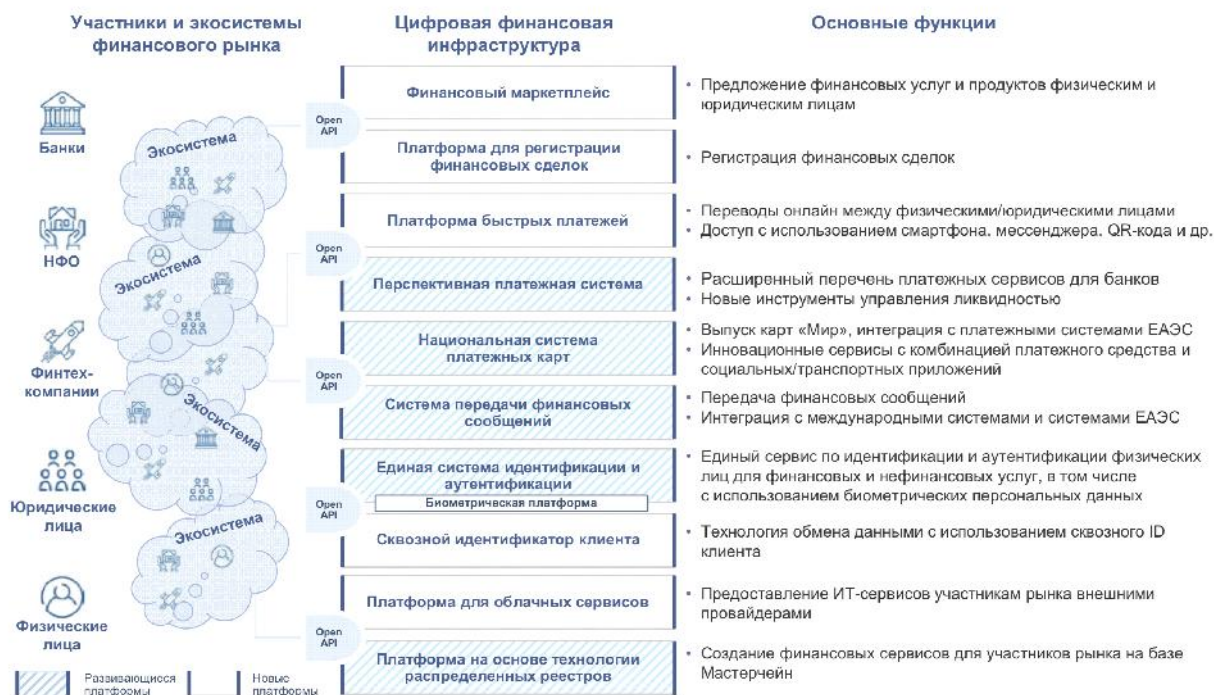 Участники и экосистемы
финансового рынка
Цифровая финансовая
инфраструктура
Основные функции
Банки
НФО
Финтех-
компании
Юридические
лица
Физические
лица
Экосистема
Экосистема
Экосистема
Экосистема
Open
API
Финансовый маркетплейс
• Предложение финансовых услуг и продуктов физическим и
юридическим лицам
Платформа для регистрации
финансовых сделок
• Регистрация финансовых сделок
Open
API
Платформа быстрых платежей
• Переводы онлайн между физическими/юридическими лицами
• Доступ с использованием смартфона. мессенджера. QR-кода и др.
Перспективная платежная система
• Расширенный перечень платежных сервисов для банков
• Новые инструменты управления ликвидностью
Open
API
Национальная система
платежных карт
• Выпуск карт «Мир», интеграция с платежными системами ЕАЭС
• Инновационные сервисы с комбинацией платежного средства и
социальных/транспортных приложений
Система передачи финансовых
сообщений
• Передача финансовых сообщений
• Интеграция с международными системами и системами ЕАЭС
Open
API
Единая система идентификации и
аутентификации
Биометрическая платформа
• Единый сервис по идентификации и аутентификации физических
лиц для финансовых и нефинансовых услуг, в том числе
с использованием биометрических персональных данных
Сквозной идентификатор клиента
• Технология обмена данными с использованием сквозного ID
клиента
Open
API
Платформа для облачных сервисов
• Предоставление ИТ-сервисов участникам рынка внешними
провайдерами
Платформа на основе технологии
распределенных реестров
• Создание финансовых сервисов для участников рынка на базе
Мастерчейн
Развивающиеся
платформы
Новые
платформы